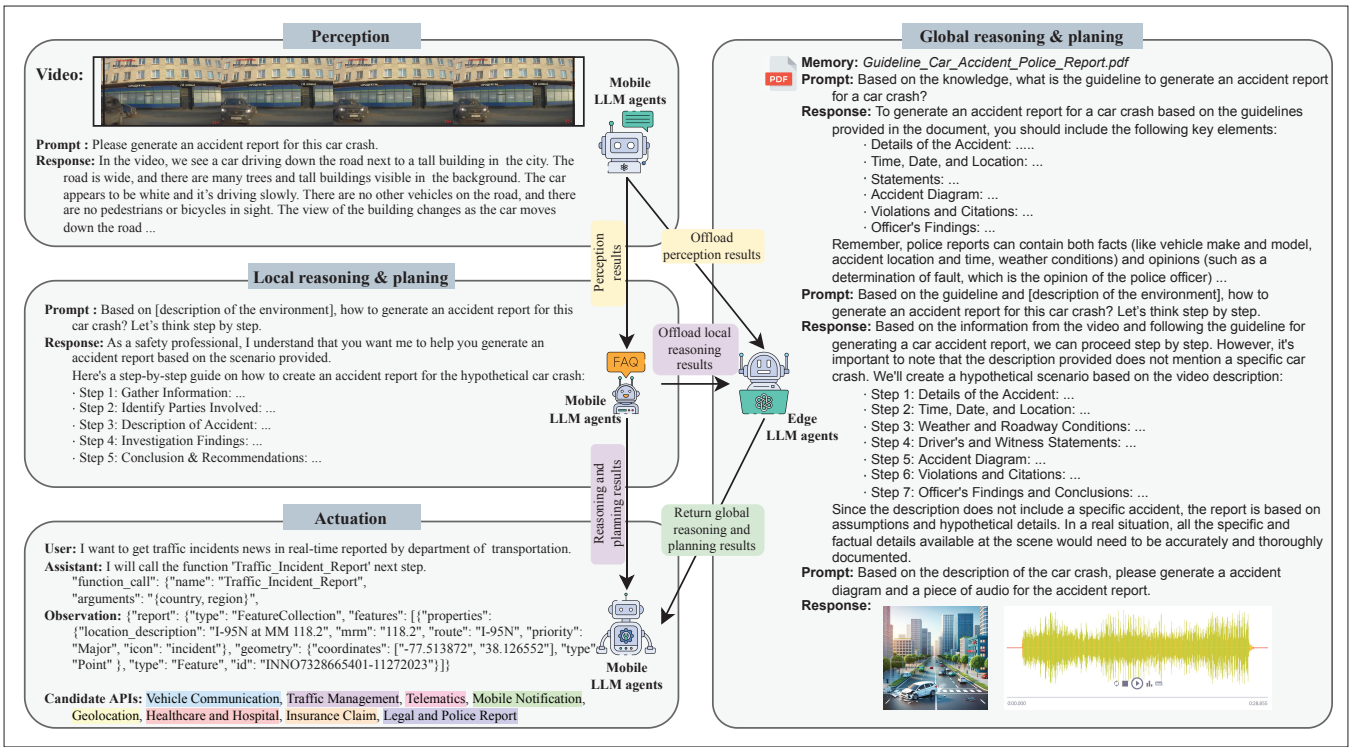 Perception
Video:
Mobile
LLM agents
Prompt : Please generate an accident report for this car crash.
Response: In the video, we see a car driving down the road next to a tall building in the city. The
road is wide, and there are many trees and tall buildings visible in the background. The car
appears to be white and it's driving slowly. There are no other vehicles on the road, and there
are no pedestrians or bicycles in sight. The view of the building changes as the car moves
down the road ...
Perception
results
Offload
perception results
Local reasoning & planing
Prompt : Based on [description of the environment], how to generate an accident report for this
car crash? Let's think step by step.
Response: As a safety professional, I understand that you want me to help you generate an
accident report based on the scenario provided.
Here's a step-by-step guide on how to create an accident report for the hypothetical car crash:
· Step 1: Gather Information: ...
· Step 2: Identify Parties Involved: ...
· Step 3: Description of Accident: ...
· Step 4: Investigation Findings: ...
· Step 5: Conclusion & Recommendations: ...
FAQ
Mobile
LLM agents
Offload local
reasoning
results
Edge
LLM agents
Reasoning and
planning results
Return global
reasoning and
planning results
Actuation
User: I want to get traffic incidents news in real-time reported by department of transportation.
Assistant: I will call the function 'Traffic_Incident_Report' next step.
"function_call": {"name": "Traffic_Incident_Report",
"arguments": "{country, region}",
Observation: {"report": {"type": "FeatureCollection", "features": [{"properties":
{"location_description": "I-95N at MM 118.2", "mrm": "118.2", "route": "I-95N", "priority":
"Major", "icon": "incident"}, "geometry": {"coordinates": ["-77.513872", "38.126552"], "type"
"Point" }, "type": "Feature", "id": "INNO7328665401-11272023"}]}
Mobile
LLM agents
Candidate APIs: Vehicle Communication, Traffic Management, Telematics, Mobile Notification,
Geolocation, Healthcare and Hospital, Insurance Claim, Legal and Police Report
Global reasoning & planing
PDF
Memory: Guideline_Car_Accident_Police_Report.pdf
Prompt: Based on the knowledge, what is the guideline to generate an accident report
for a car crash?
Response: To generate an accident report for a car crash based on the guidelines
provided in the document, you should include the following key elements:
· Details of the Accident: .....
· Time, Date, and Location: ...
· Statements: ...
· Accident Diagram: ...
· Violations and Citations: ...
· Officer's Findings: ...
Remember, police reports can contain both facts (like vehicle make and model,
accident location and time, weather conditions) and opinions (such as a
determination of fault, which is the opinion of the police officer) ...
Prompt: Based on the guideline and [description of the environment], how to
generate an accident report for this car crash? Let's think step by step.
Response: Based on the information from the video and following the guideline for
generating a car accident report, we can proceed step by step. However, it's
important to note that the description provided does not mention a specific car
crash. We'll create a hypothetical scenario based on the video description:
· Step 1: Details of the Accident: ...
· Step 2: Time, Date, and Location: ...
· Step 3: Weather and Roadway Conditions: ...
· Step 4: Driver's and Witness Statements: ...
· Step 5: Accident Diagram: ...
· Step 6: Violations and Citations: ...
· Step 7: Officer's Findings and Conclusions: ...
Since the description does not include a specific accident, the report is based on
assumptions and hypothetical details. In a real situation, all the specific and
factual details available at the scene would need to be accurately and thoroughly
documented.
Prompt: Based on the description of the car crash, please generate a accident
diagram and a piece of audio for the accident report.
Response: